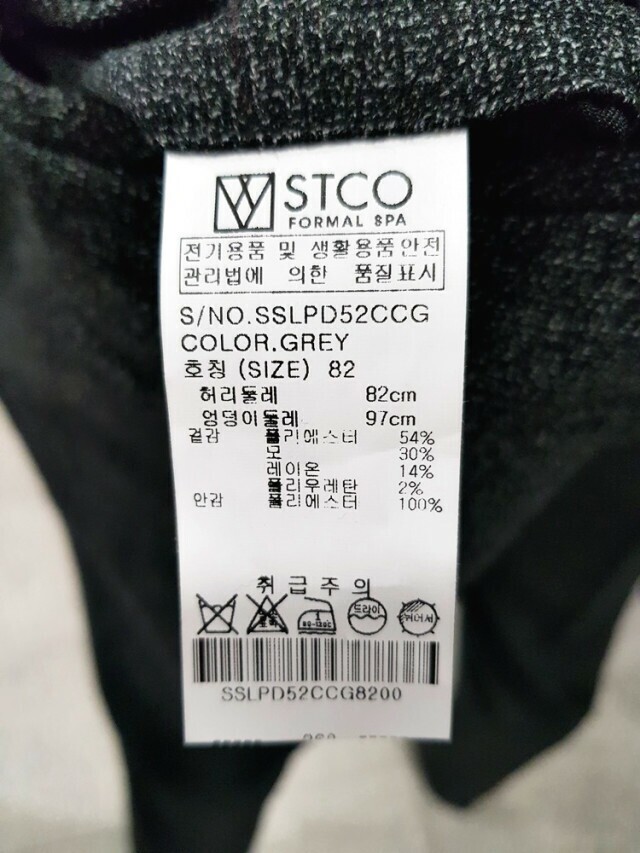 STCO
FORMAL SPA
전기용품 및 생활용품안전
관리법에 의한 품질표시
S/NO.SSLPD52CCG
COLOR.GREY
호칭 (SIZE) 82
허리둘레 82cm
엉덩이둘레 97cm
겉감 폴리에스터 54%
모 30%
레이온 14%
폴리우레탄 2%
안감 폴리에스터 100%
취급주의
80-120℃ 드라이
SSLPD52CCG8200